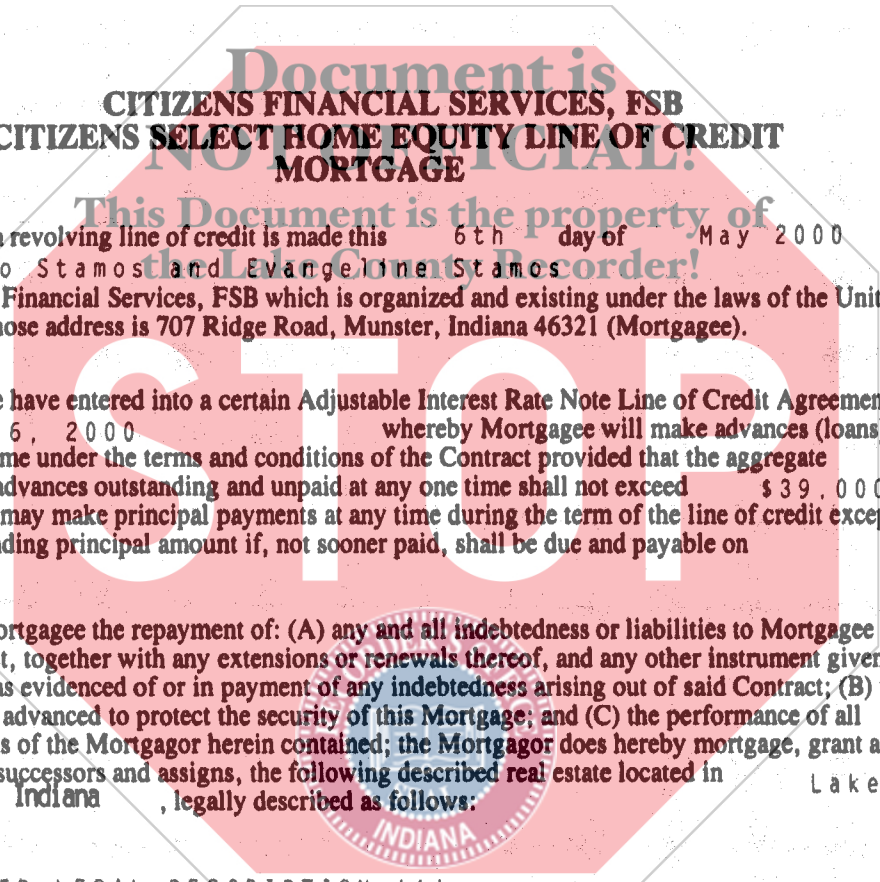 Document is
CITIZENS FINANCIAL SERVICES, FSB
CITIZENS SELECT HOME EQUITY LINE OF CREDIT
NOT OFFICIAL!
MORTGAGE
This Document is the property of
revolving line of credit is made this 6th day of May 2000
the Lake County Recorder!
o Stamos and Evangeline Stamos
Financial Services, FSB which is organized and existing under the laws of the Unit
ose address is 707 Ridge Road, Munster, Indiana 46321 (Mortgagee).
STOP
e have entered into a certain Adjustable Interest Rate Note Line of Credit Agreemen
6, 2000 whereby Mortgagee will make advances (loans)
me under the terms and conditions of the Contract provided that the aggregate
advances outstanding and unpaid at any one time shall not exceed $39,000
may make principal payments at any time during the term of the line of credit excep
ding principal amount if, not sooner paid, shall be due and payable on
ortgagee the repayment of: (A) any and all indebtedness or liabilities to Mortgagee
t, together with any extensions or renewals thereof, and any other instrument given
as evidenced of or in payment of any indebtedness arising out of said Contract; (B)
advanced to protect the security of this Mortgage; and (C) the performance of all
s of the Mortgagor herein contained; the Mortgagor does hereby mortgage, grant a
successors and assigns, the following described real estate located in Lake
Indiana , legally described as follows:
INDIANA